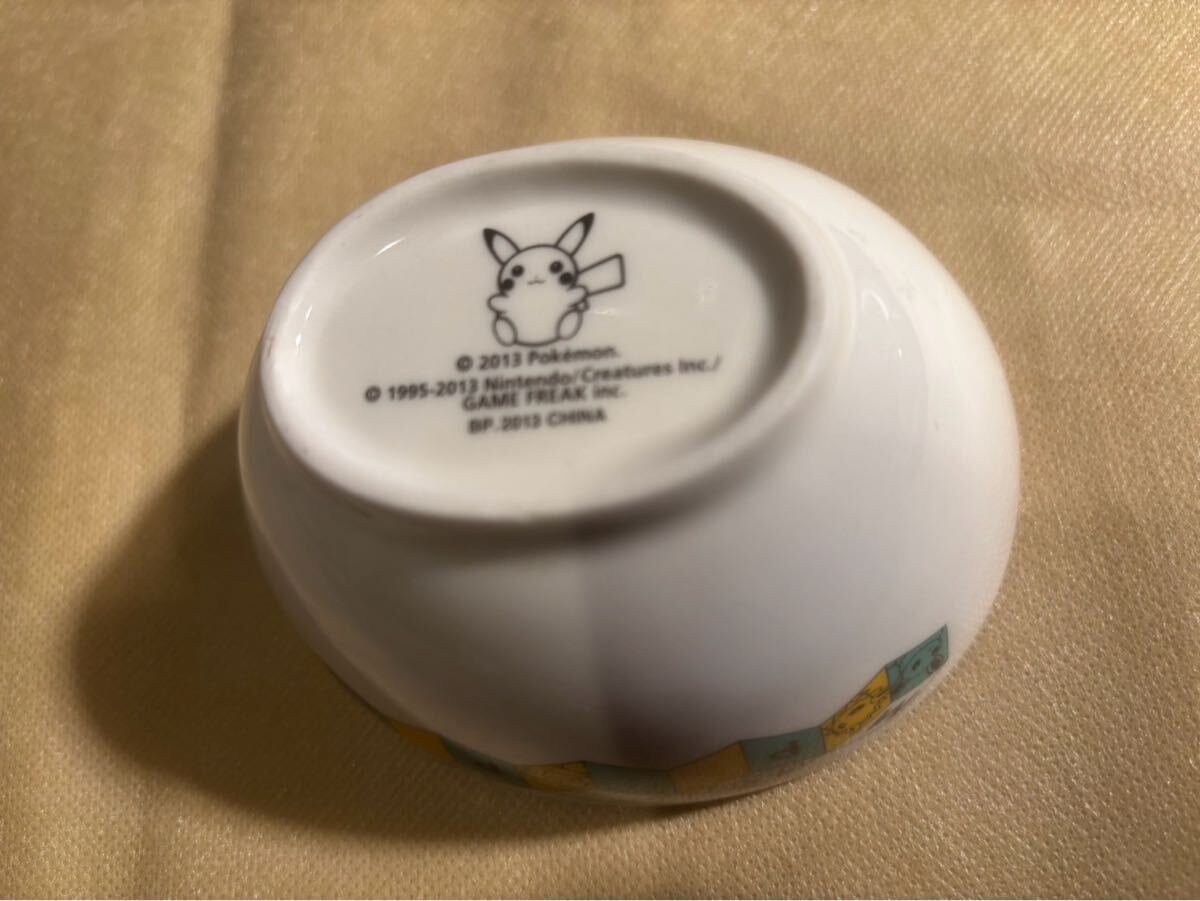 © 2013 Pokémon.
© 1995-2013 Nintendo/Creatures Inc./
GAME FREAK inc.
BP.2013 CHINA